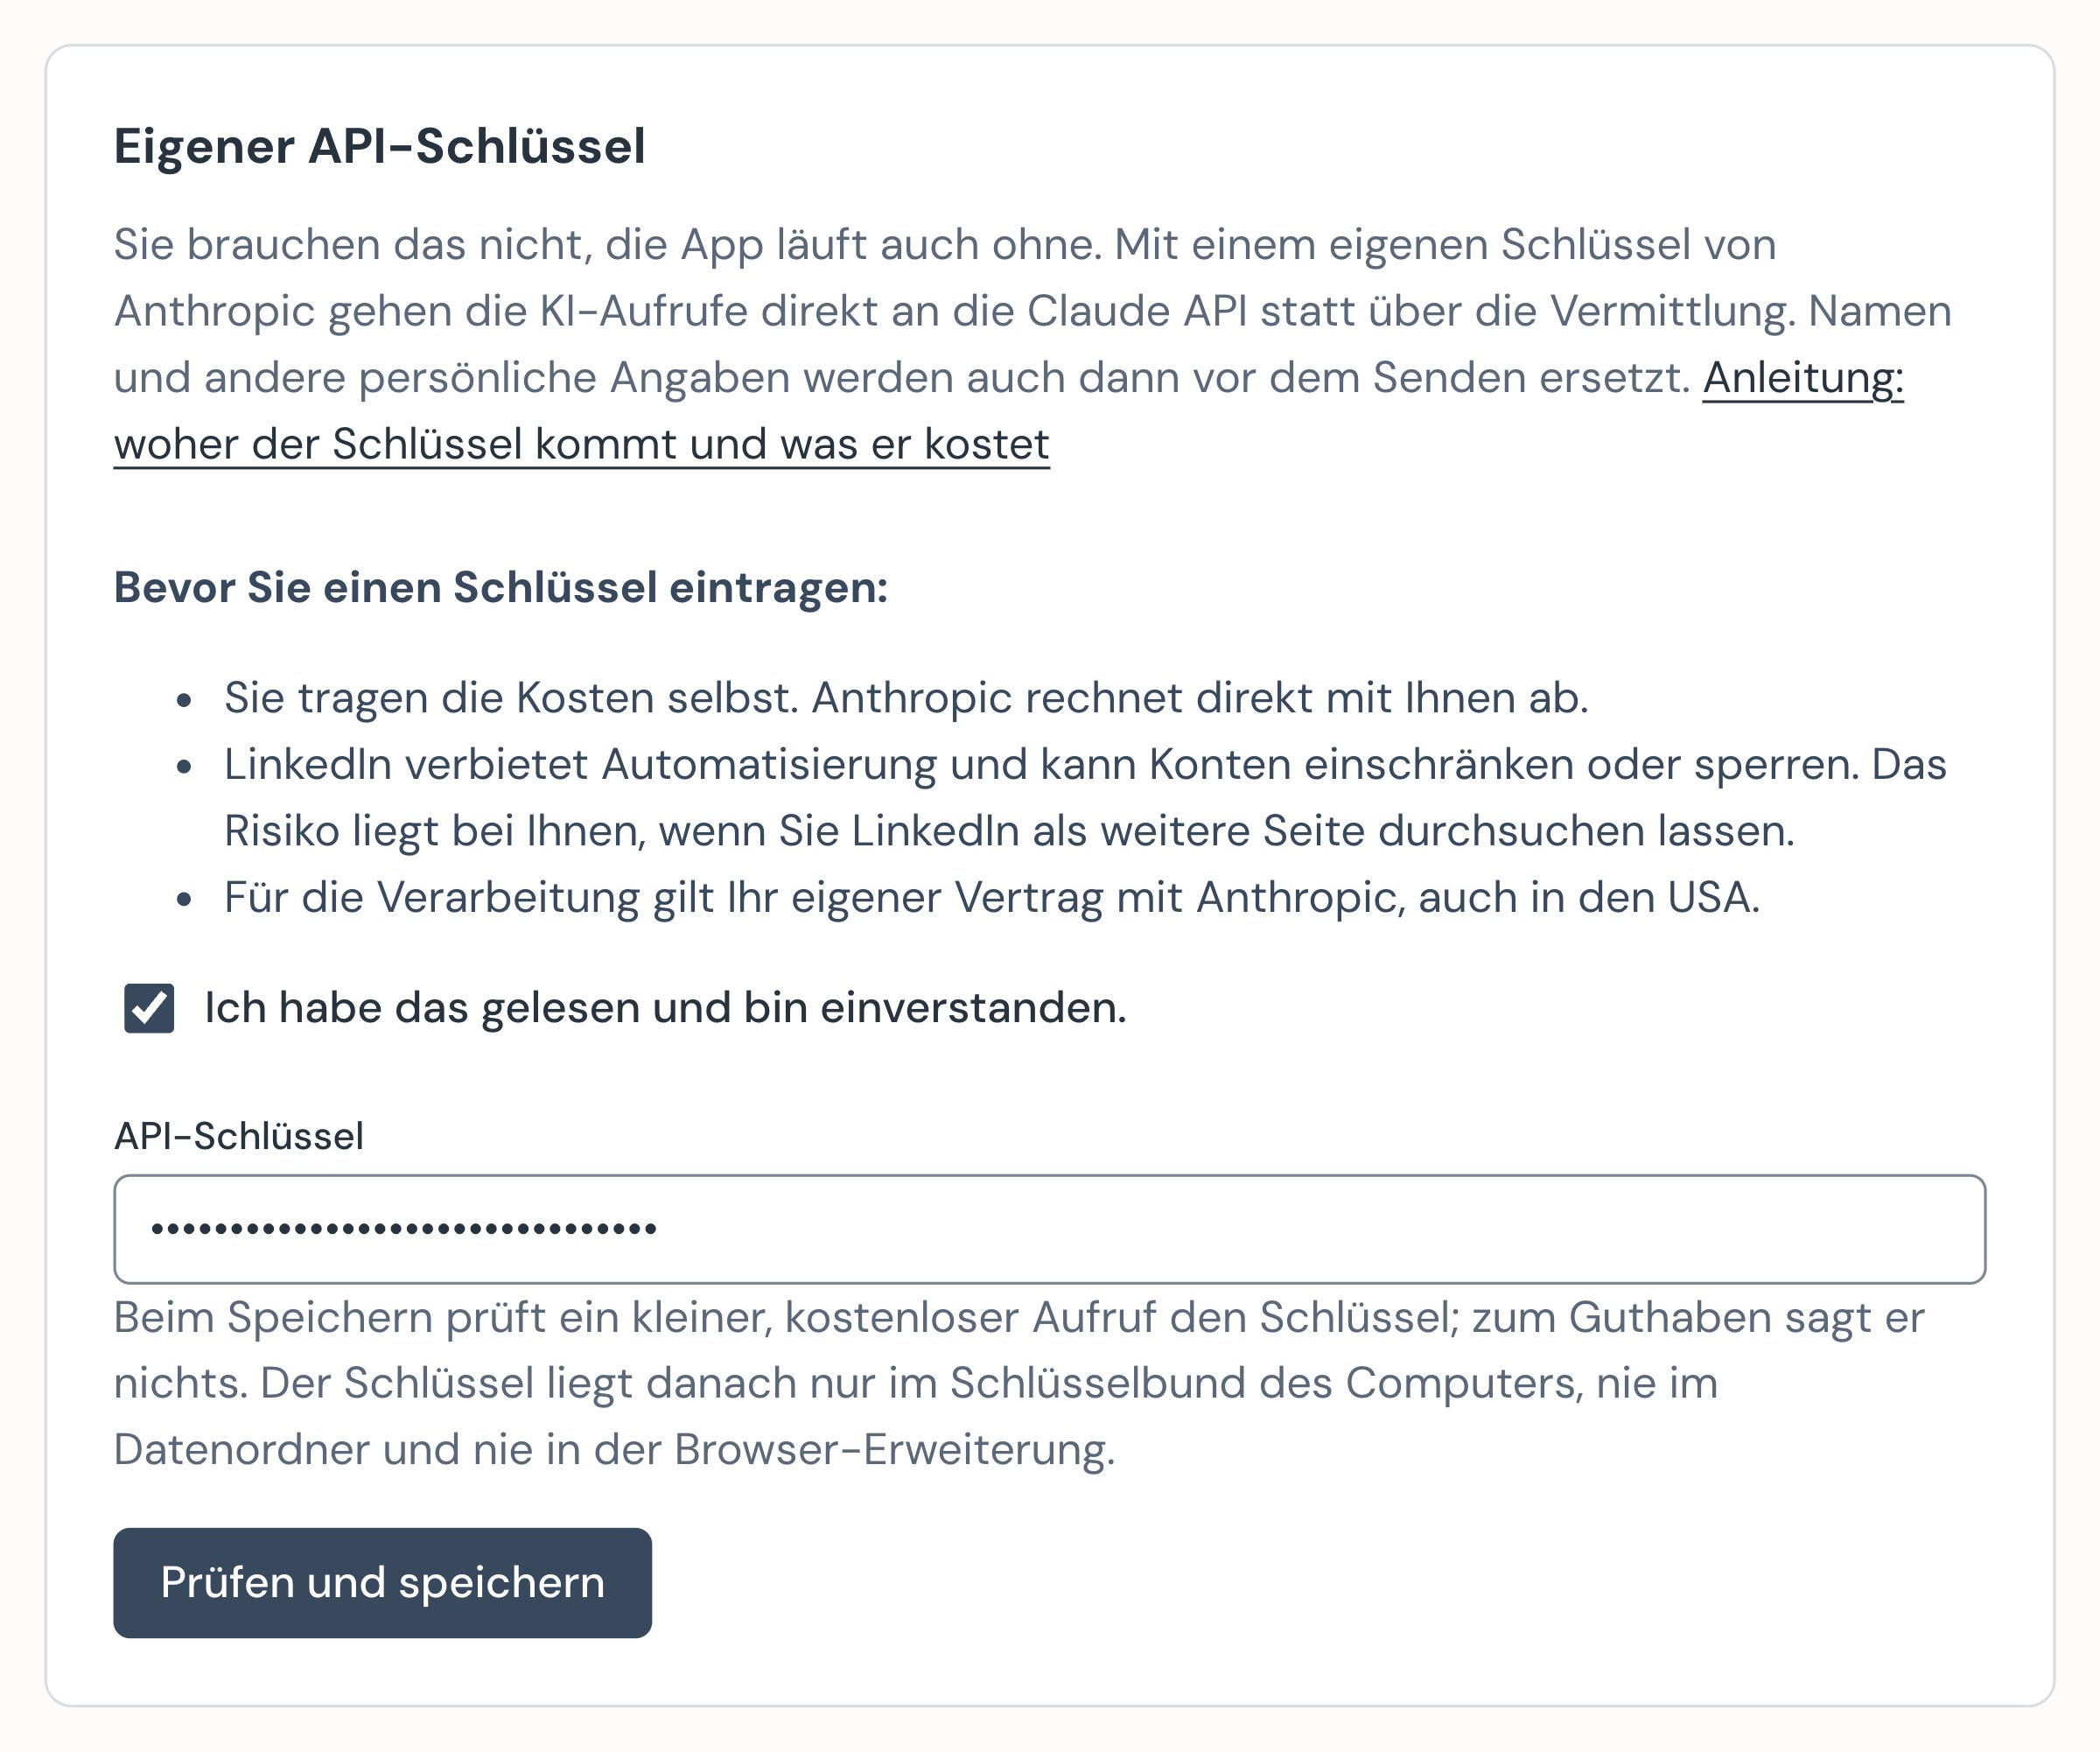 Eigener API-Schlüssel
Sie brauchen das nicht, die App läuft auch ohne. Mit einem eigenen Schlüssel von
Anthropic gehen die KI-Aufrufe direkt an die Claude API statt über die Vermittlung. Namen
und andere persönliche Angaben werden auch dann vor dem Senden ersetzt. Anleitung:
woher der Schlüssel kommt und was er kostet
Bevor Sie einen Schlüssel eintragen:
• Sie tragen die Kosten selbst. Anthropic rechnet direkt mit Ihnen ab.
• LinkedIn verbietet Automatisierung und kann Konten einschränken oder sperren. Das
Risiko liegt bei Ihnen, wenn Sie LinkedIn als weitere Seite durchsuchen lassen.
• Für die Verarbeitung gilt Ihr eigener Vertrag mit Anthropic, auch in den USA.
Ich habe das gelesen und bin einverstanden.
API-Schlüssel
••••••••••••••••••••••••••••••••
Beim Speichern prüft ein kleiner, kostenloser Aufruf den Schlüssel; zum Guthaben sagt er
nichts. Der Schlüssel liegt danach nur im Schlüsselbund des Computers, nie im
Datenordner und nie in der Browser-Erweiterung.
Prüfen und speichern